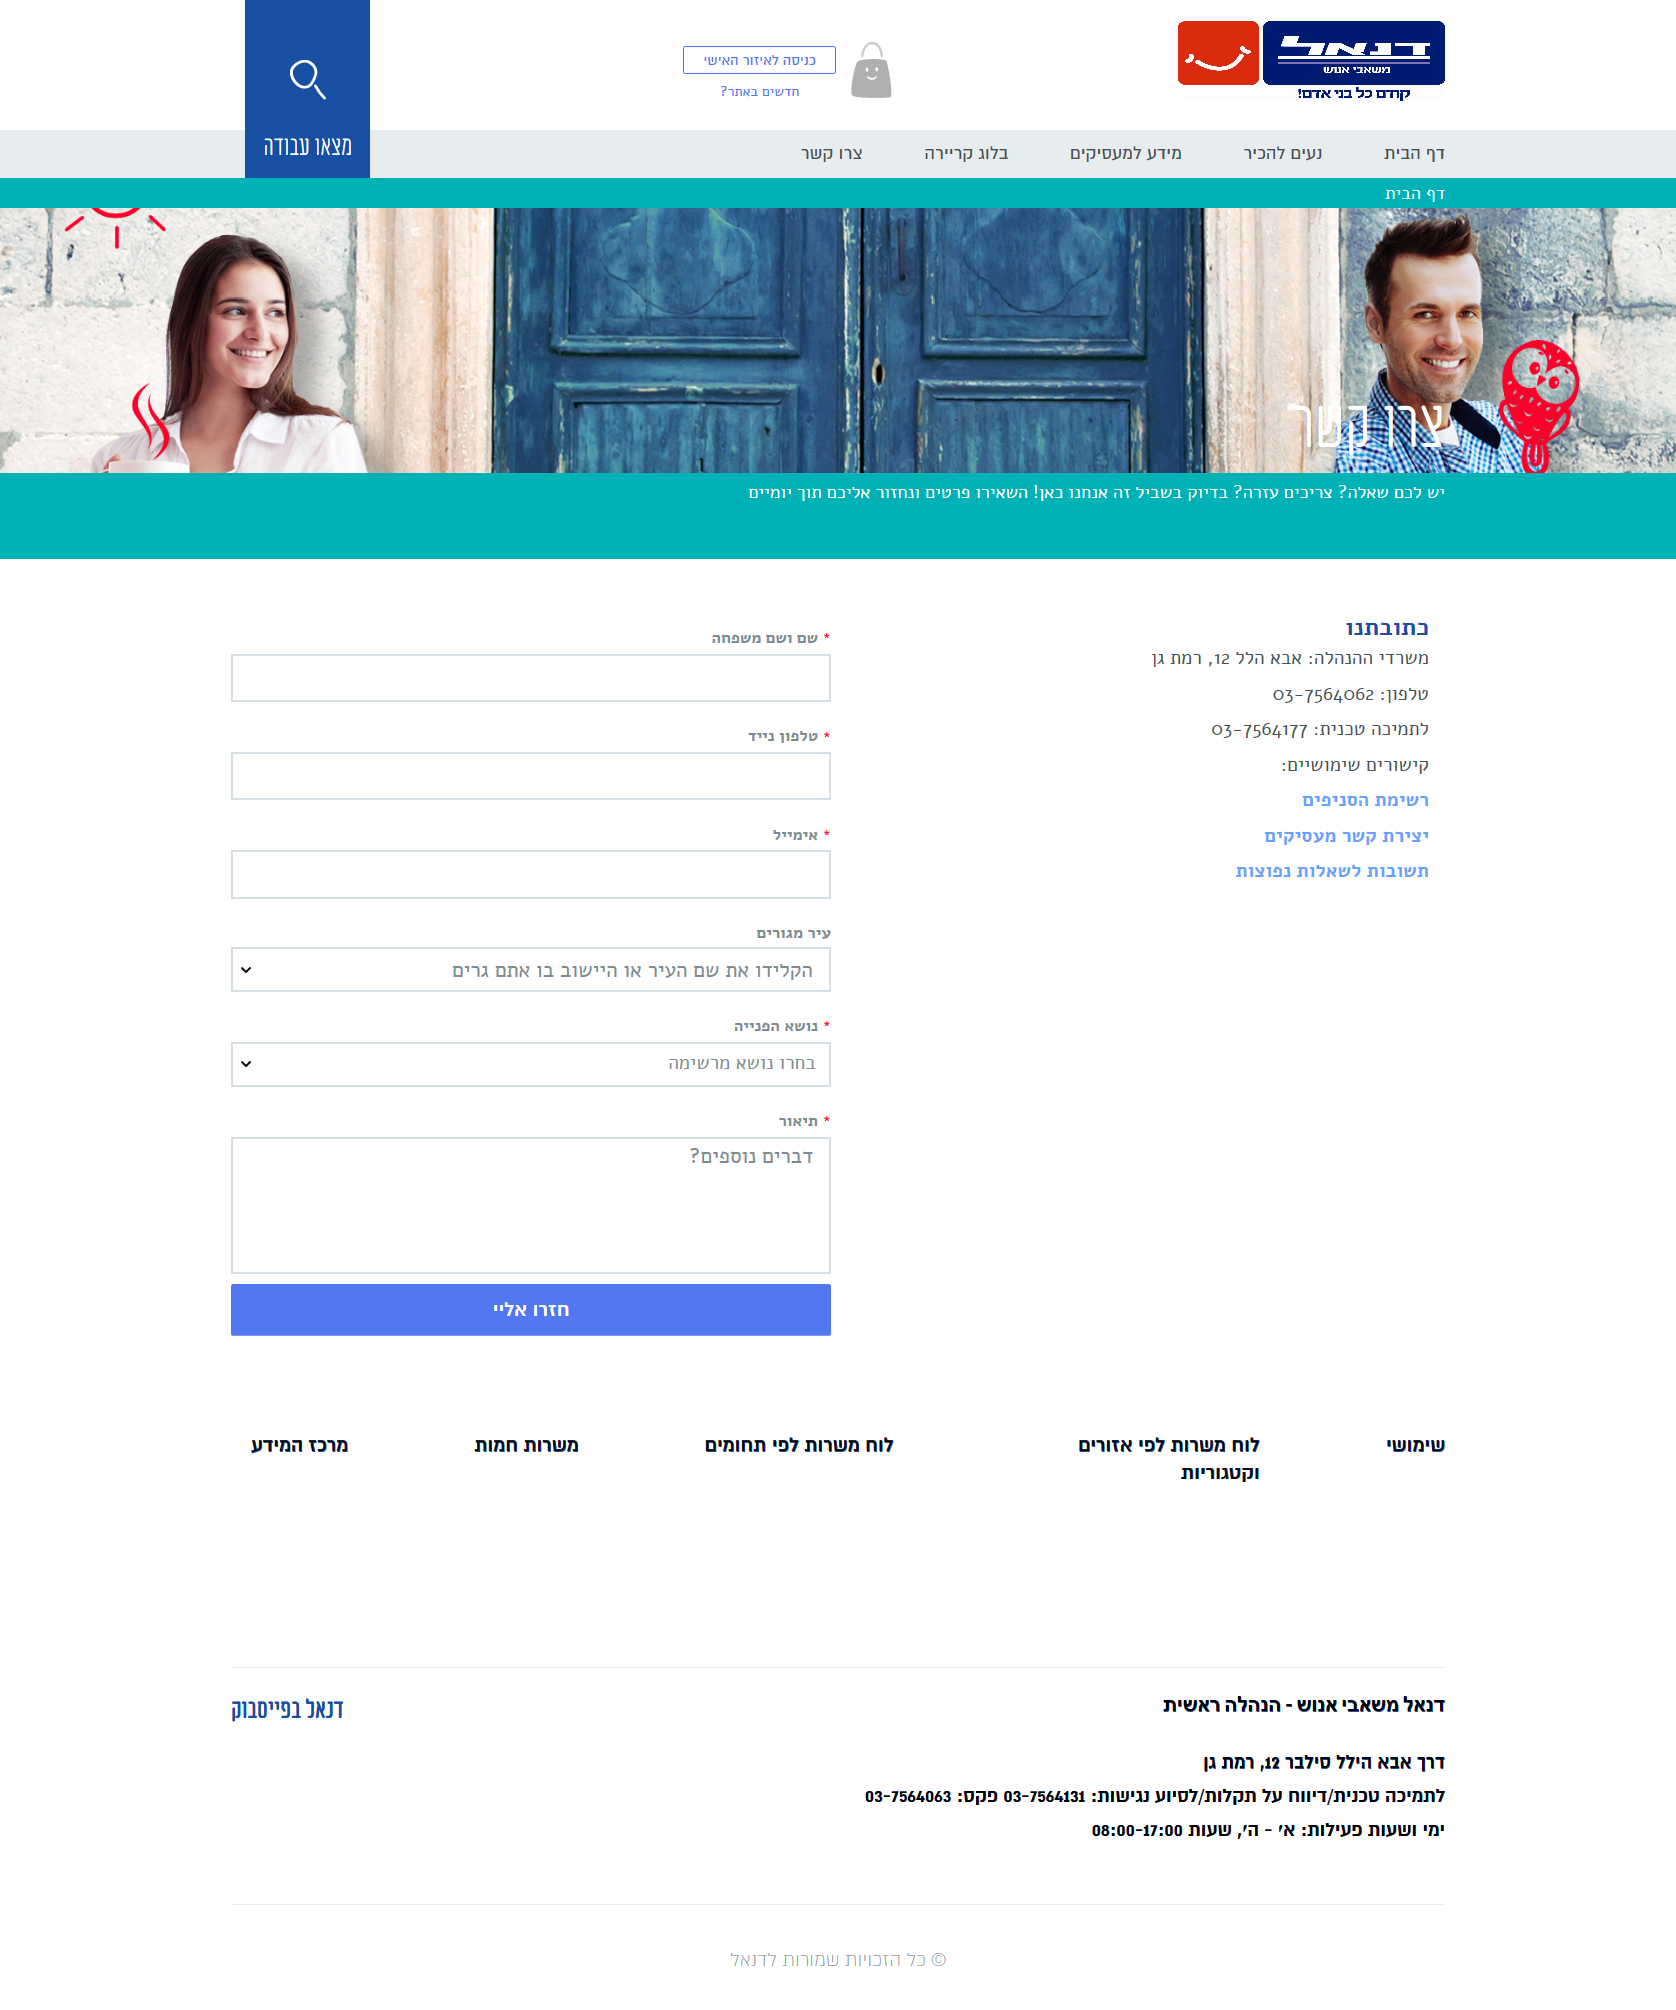 דנאל
משאבי אנוש
קודם כל בני אדם!
כניסה לאיזור האישי
חדשים באתר?
מצאו עבודה
דף הבית
נעים להכיר
מידע למעסיקים
בלוג קריירה
צרו קשר
דף הבית
צרו קשר
יש לכם שאלה? צריכים עזרה? בדיוק בשביל זה אנחנו כאן! השאירו פרטים ונחזור אליכם תוך יומיים
כתובתנו
משרדי ההנהלה: אבא הלל 12, רמת גן
טלפון: 03-7564062
לתמיכה טכנית: 03-7564177
קישורים שימושיים:
רשימת הסניפים
יצירת קשר מעסיקים
תשובות לשאלות נפוצות
* שם ושם משפחה
* טלפון נייד
* אימייל
עיר מגורים
הקלידו את שם העיר או היישוב בו אתם גרים
* נושא הפנייה
בחרו נושא מרשימה
* תיאור
דברים נוספים?
חזרו אליי
שימושי
לוח משרות לפי אזורים
וקטגוריות
לוח משרות לפי תחומים
משרות חמות
מרכז המידע
דנאל משאבי אנוש - הנהלה ראשית
דרך אבא הילל סילבר 12, רמת גן
לתמיכה טכנית/דיווח על תקלות/לסיוע נגישות: 03-7564131 פקס: 03-7564063
ימי ושעות פעילות: א' - ה', שעות 08:00-17:00
דנאל בפייסבוק
© כל הזכויות שמורות לדנאל